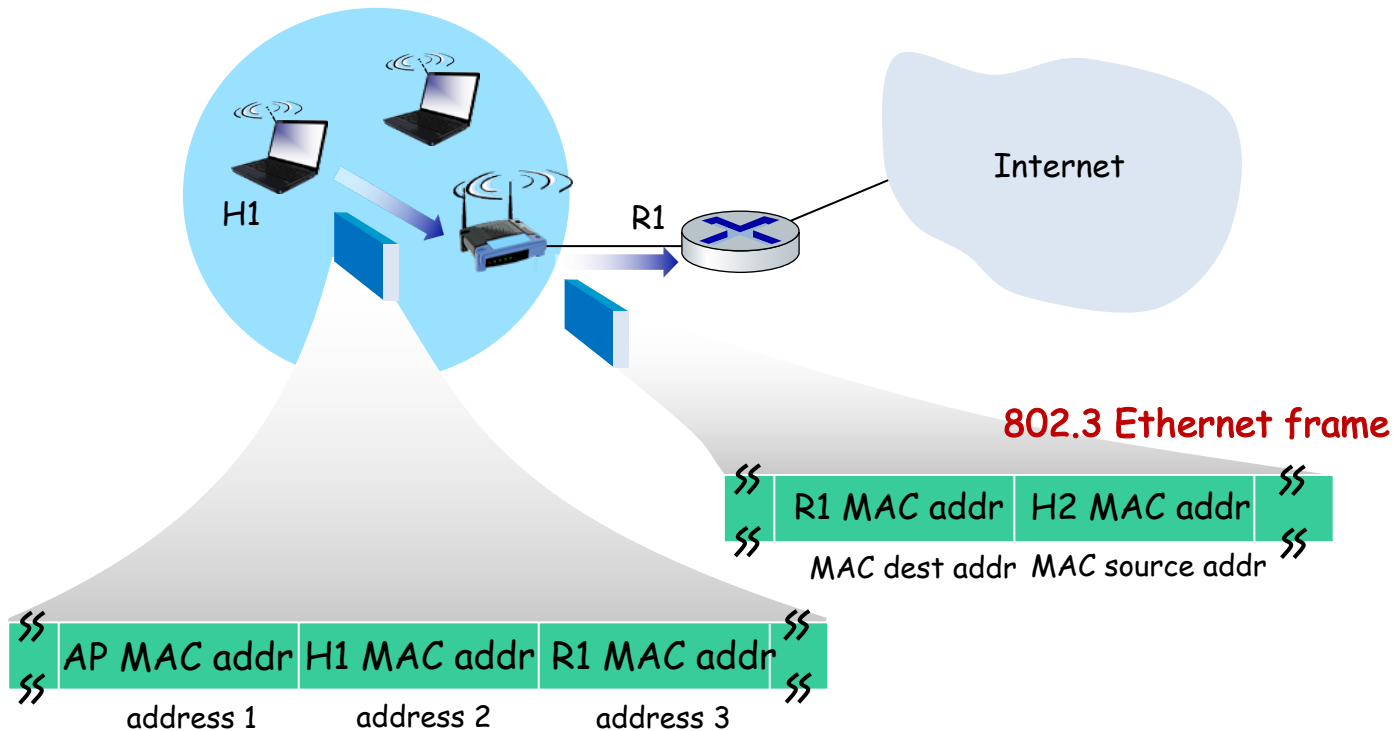 Internet
H1
R1
802.3 Ethernet frame
R1 MAC addr H2 MAC addr
MAC dest addr MAC source addr
AP MAC addr H1 MAC addr R1 MAC addr
address 1 address 2 address 3